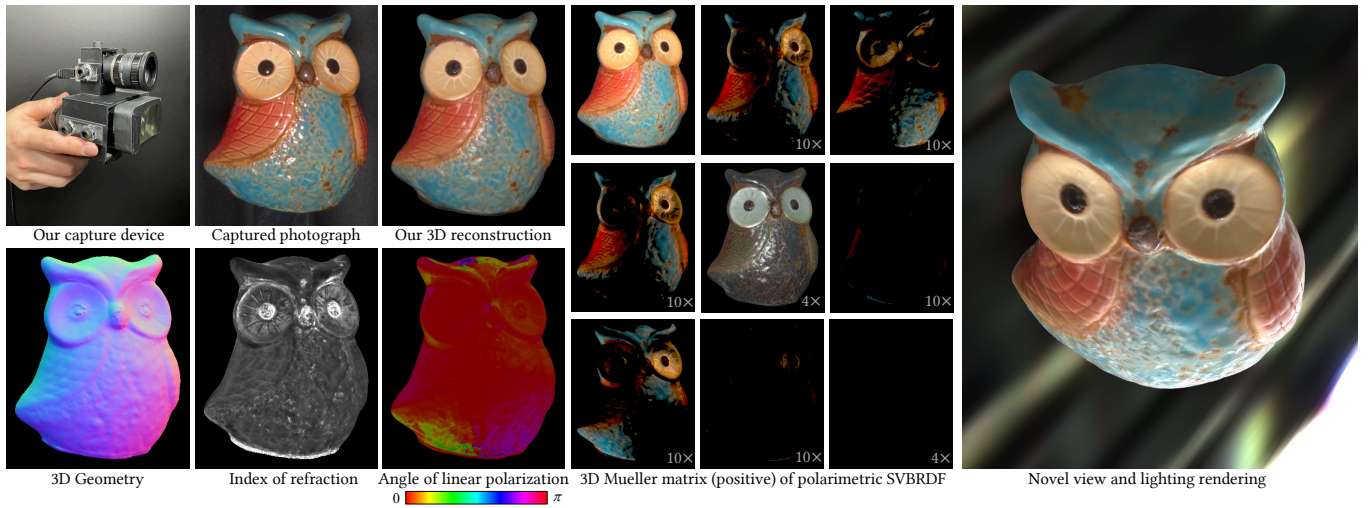 Our capture device
Captured photograph
Our 3D reconstruction
10×
10×
10×
4×
10×
10×
4×
3D Geometry
Index of refraction
Angle of linear polarization
0
π
3D Mueller matrix (positive) of polarimetric SVBRDF
Novel view and lighting rendering